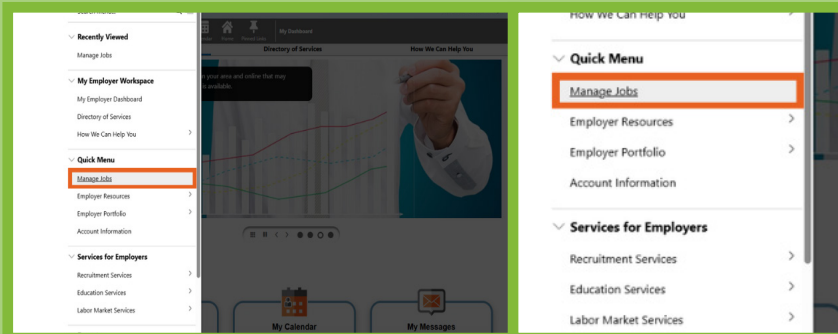 Recently Viewed
Manage Jobs
My Employer Workspace
My Employer Dashboard
Directory of Services
How We Can Help You
Quick Menu
Manage Jobs
Employer Resources
Employer Portfolio
Account Information
Services for Employers
Recruitment Services
Education Services
Labor Market Services
My Dashboard
Directory of Services
How We Can Help You
in your area and online that may
is available.
My Calendar
My Messages
How We Can Help You
Quick Menu
Manage Jobs
Employer Resources
Employer Portfolio
Account Information
Services for Employers
Recruitment Services
Education Services
Labor Market Services